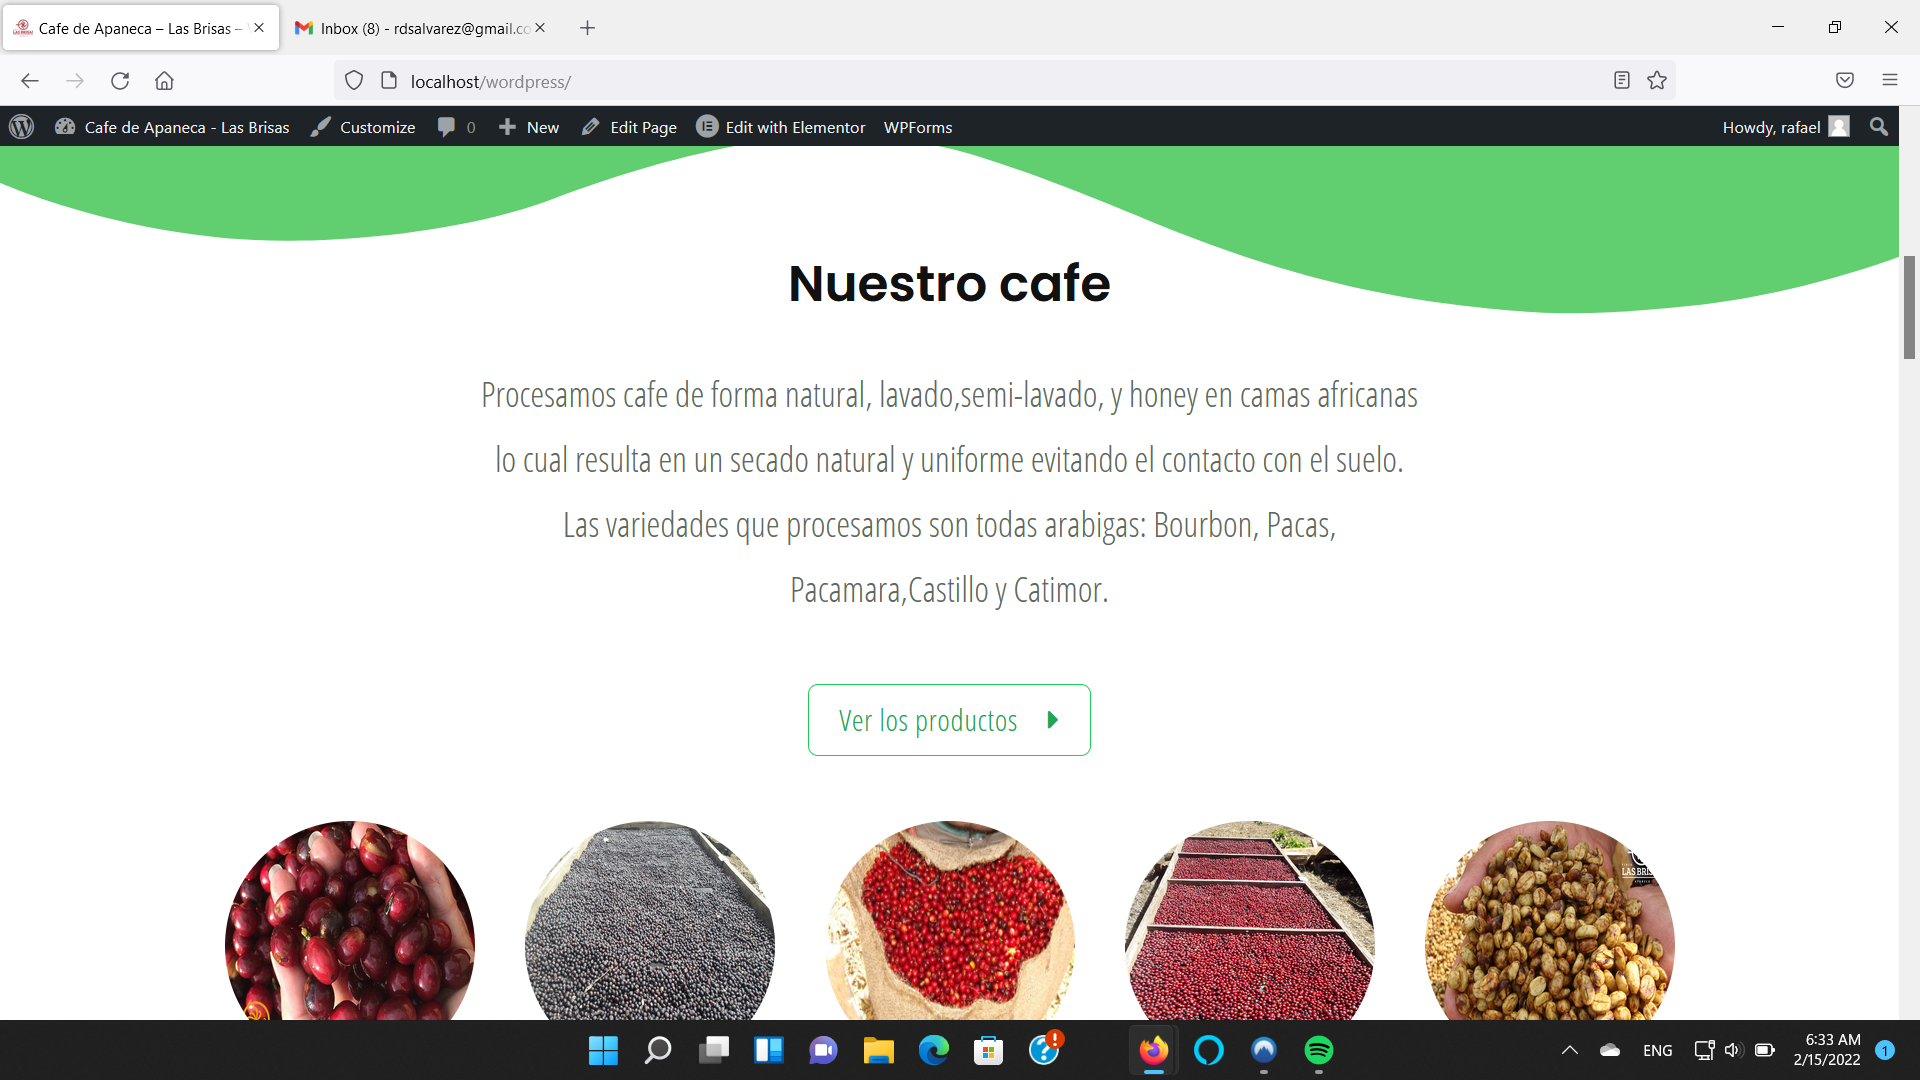 Cafe de Apaneca – Las Brisas –
Inbox (8) - rdsalvarez@gmail.co
localhost/wordpress/
Cafe de Apaneca - Las Brisas
Customize
0
New
Edit Page
Edit with Elementor
WPForms
Howdy, rafael
Nuestro cafe
Procesamos cafe de forma natural, lavado,semi-lavado, y honey en camas africanas
lo cual resulta en un secado natural y uniforme evitando el contacto con el suelo.
Las variedades que procesamos son todas arabigas: Bourbon, Pacas,
Pacamara,Castillo y Catimor.
Ver los productos
LAS BRIS
ENG
6:33 AM
2/15/2022
1